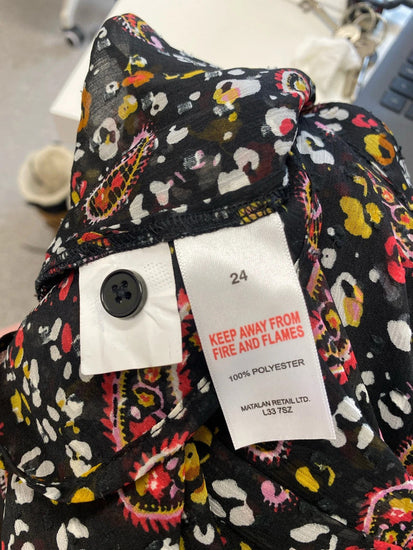 24
KEEP AWAY FROM
FIRE AND FLAMES
100% POLYESTER
MATALAN RETAIL LTD.
L33 7SZ